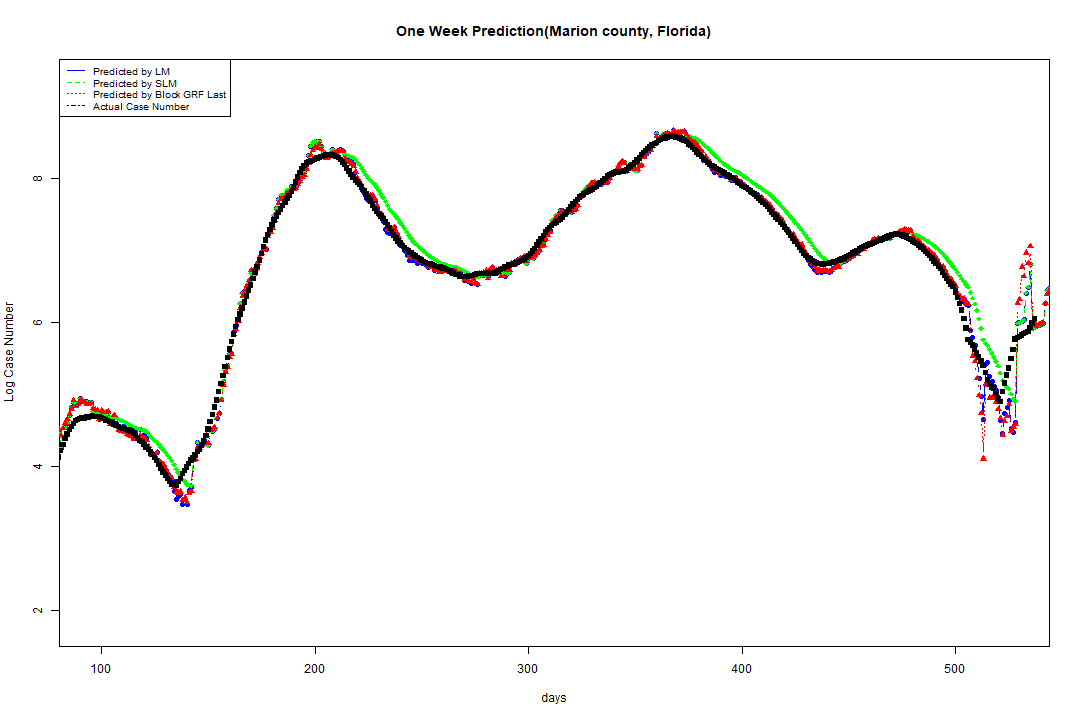 One Week Prediction(Marion county, Florida)
Predicted by LM
Predicted by SLM
Predicted by Block GRF Last
Actual Case Number
Log Case Number
8
6
4
2
100 200 300 400 500
days